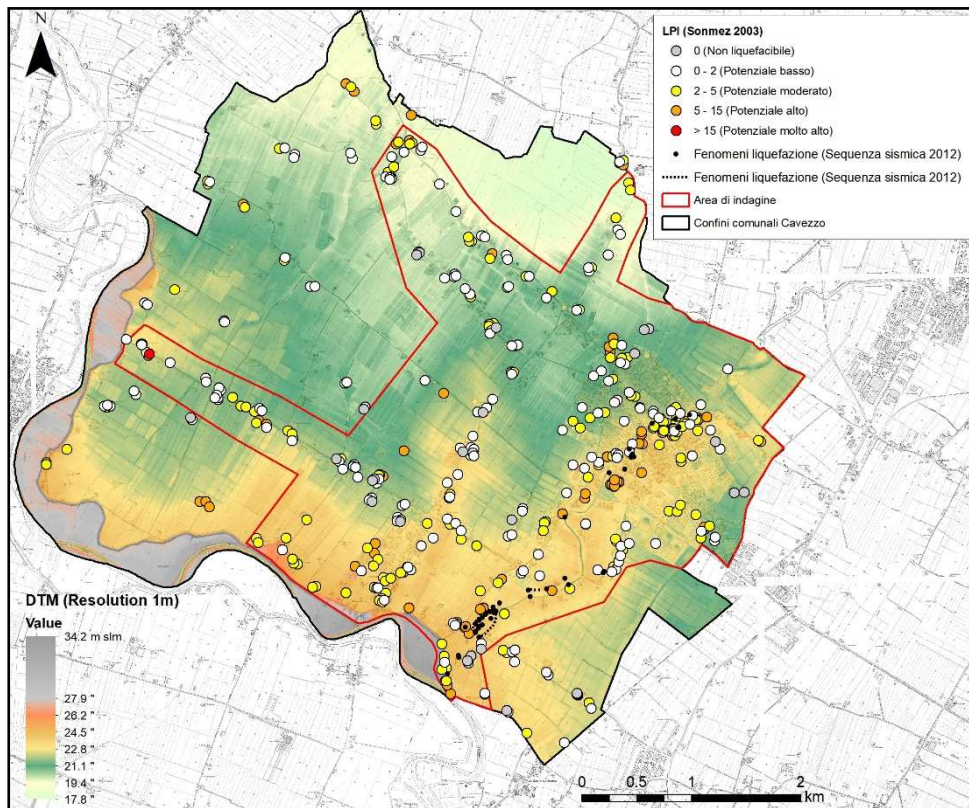 N
LPI (Sonmez 2003)
0 (Non liquefacibile)
0 - 2 (Potenziale basso)
2 - 5 (Potenziale moderato)
5 - 15 (Potenziale alto)
> 15 (Potenziale molto alto)
Fenomeni liquefazione (Sequenza sismica 2012)
Fenomeni liquefazione (Sequenza sismica 2012)
Area di indagine
Confini comunali Cavezzo
DTM (Resolution 1m)
Value
34.2 m slm
27.9 "
26.2 "
24.5 "
22.8 "
21.1 "
19.4 "
17.8 "
0 0.5 1 2
km